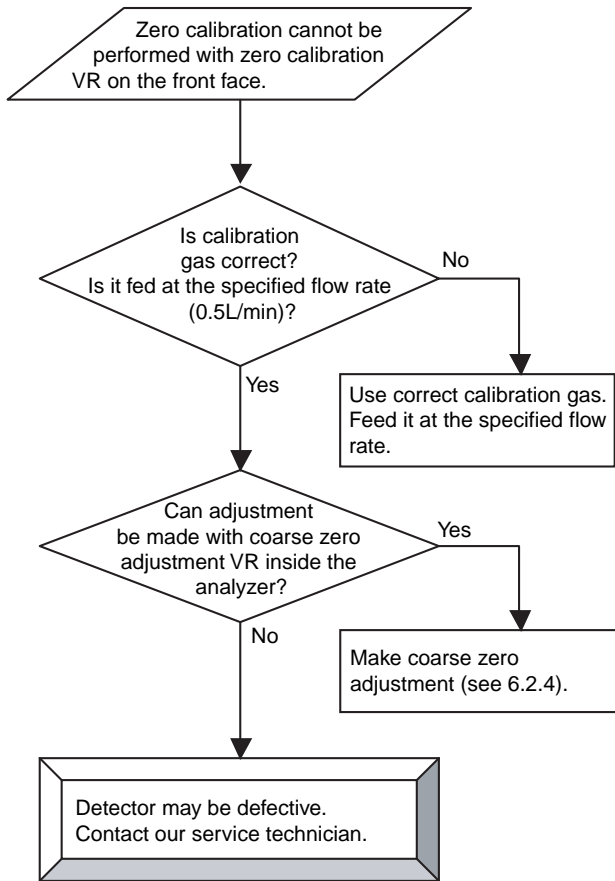 Zero calibration cannot be
performed with zero calibration
VR on the front face.
Is calibration
gas correct?
Is it fed at the specified flow rate
(0.5L/min)?
No
Yes
Use correct calibration gas.
Feed it at the specified flow
rate.
Can adjustment
be made with coarse zero
adjustment VR inside the
analyzer?
Yes
No
Make coarse zero
adjustment (see 6.2.4).
Detector may be defective.
Contact our service technician.